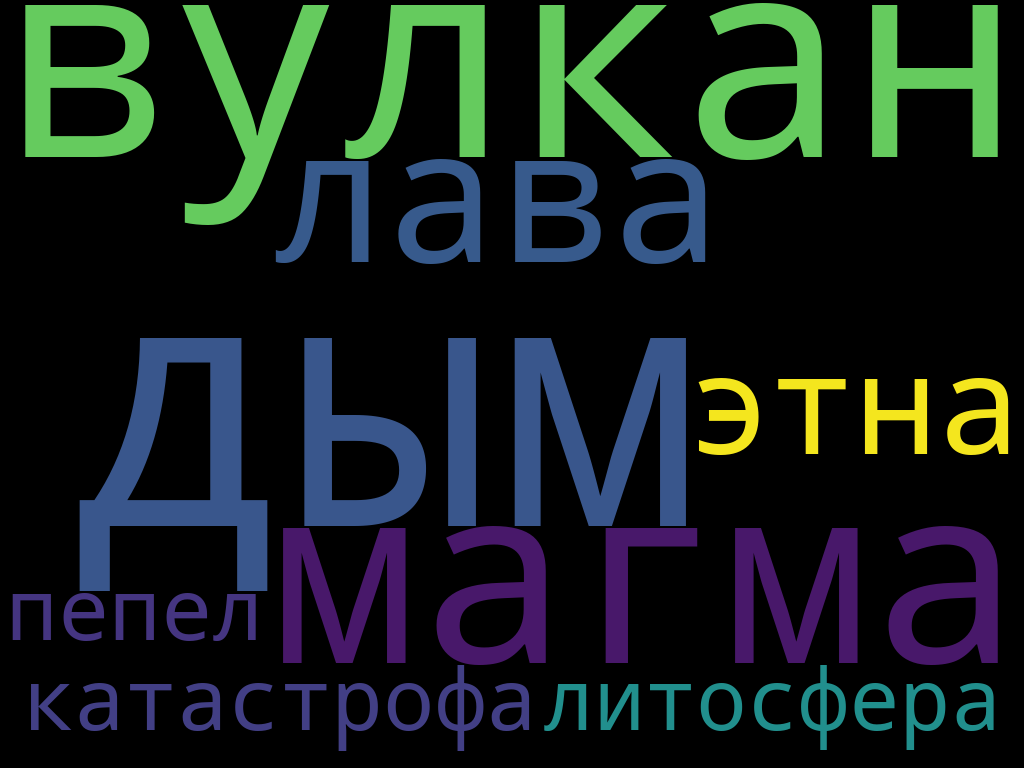 вулкан
лава
дым
этна
магма
пепел
катастрофа
литосфера